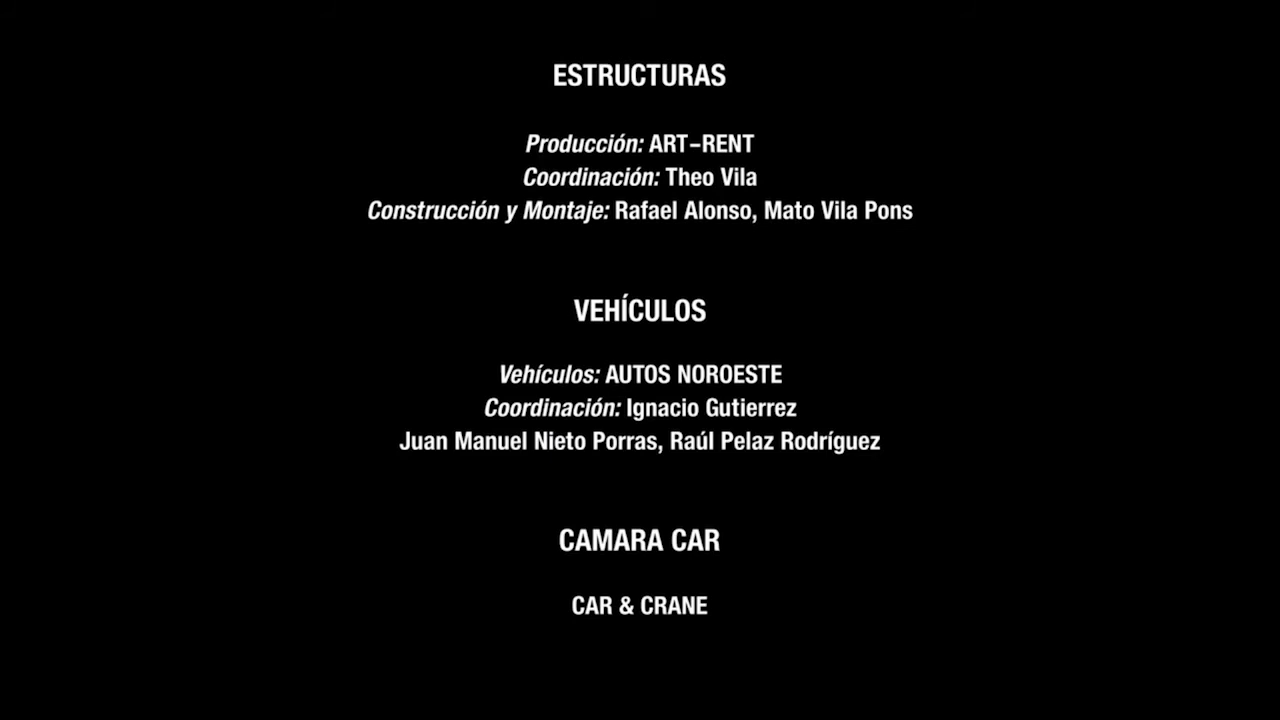 ESTRUCTURAS
Producción: ART–RENT
Coordinación: Theo Vila
Construcción y Montaje: Rafael Alonso, Mato Vila Pons
VEHÍCULOS
Vehículos: AUTOS NOROESTE
Coordinación: Ignacio Gutierrez
Juan Manuel Nieto Porras, Raúl Pelaz Rodríguez
CAMARA CAR
CAR & CRANE